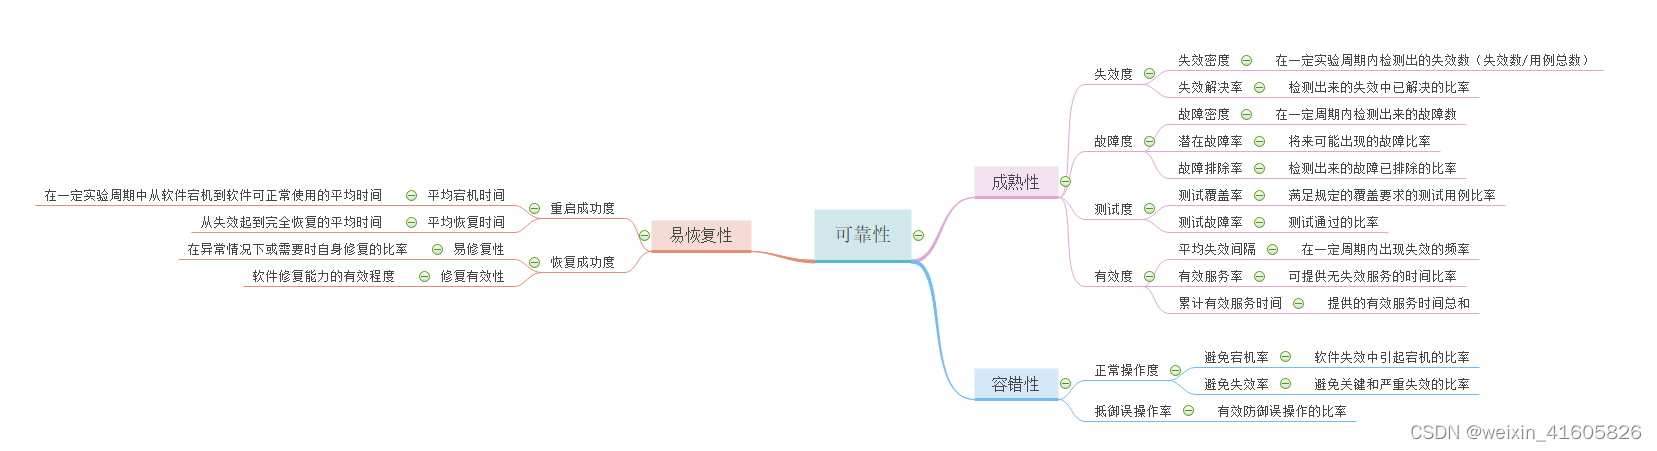 可靠性
成熟性
失效度
失效密度
在一定实验周期内检测出的失效数（失效数/用例总数）
失效解决率
检测出来的失效中已解决的比率
故障度
故障密度
在一定周期内检测出来的故障数
潜在故障率
将来可能出现的故障比率
故障排除率
检测出来的故障已排除的比率
测试度
测试覆盖率
满足规定的覆盖要求的测试用例比率
测试故障率
测试通过的比率
有效度
平均失效间隔
在一定周期内出现失效的频率
有效服务率
可提供无失效服务的时间比率
累计有效服务时间
提供的有效服务时间总和
容错性
正常操作度
避免宕机率
软件失效中引起宕机的比率
避免失效率
避免关键和严重失效的比率
抵御误操作率
有效防御误操作的比率
易恢复性
重启成功度
平均宕机时间
在一定实验周期中从软件宕机到软件可正常使用的平均时间
平均恢复时间
从失效起到完全恢复的平均时间
恢复成功度
易修复性
在异常情况下或需要时自身修复的比率
修复有效性
软件修复能力的有效程度
CSDN @weixin_41605826